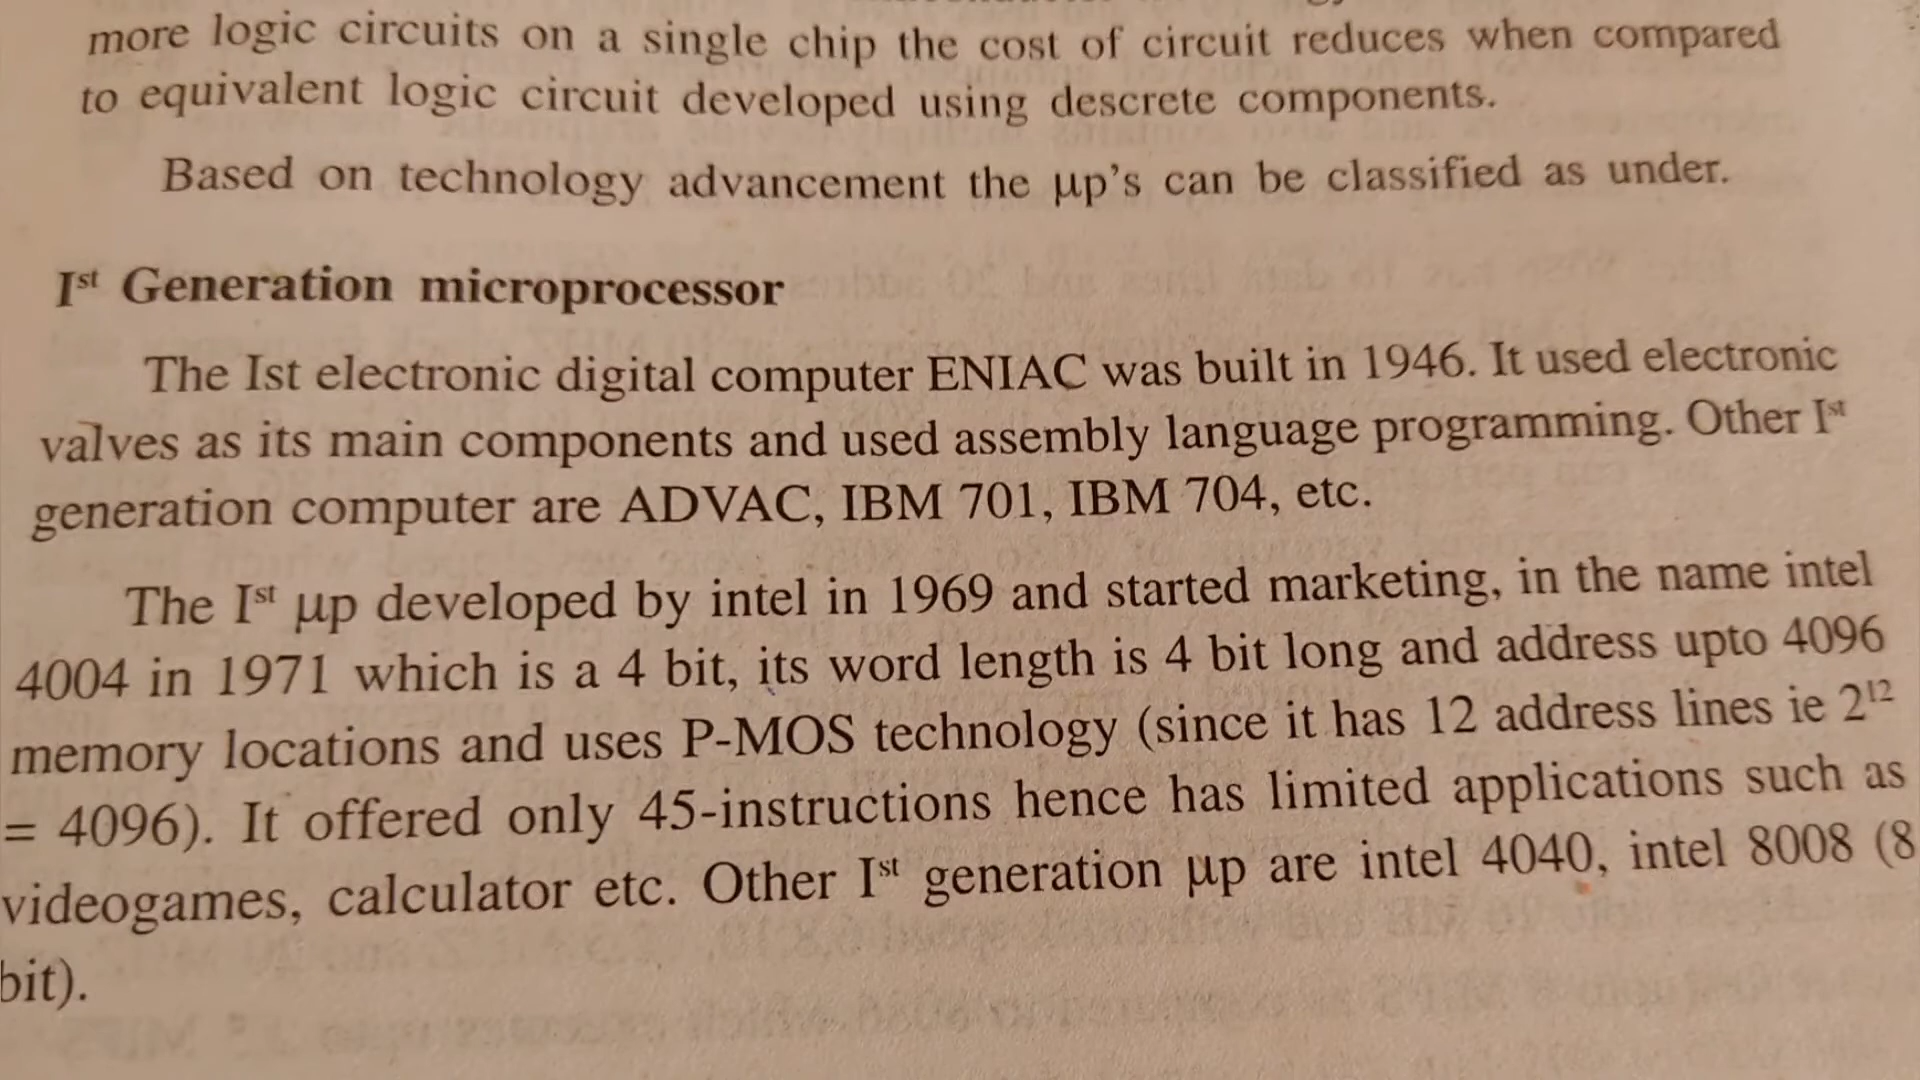 more logic circuits on a single chip the cost of circuit reduces when compared
to equivalent logic circuit developed using descrete components.
Based on technology advancement the μp's can be classified as under.
Iˢᵗ Generation microprocessor
The Ist electronic digital computer ENIAC was built in 1946. It used electronic
valves as its main components and used assembly language programming. Other Iˢᵗ
generation computer are ADVAC, IBM 701, IBM 704, etc.
The Iˢᵗ μp developed by intel in 1969 and started marketing, in the name intel
4004 in 1971 which is a 4 bit, its word length is 4 bit long and address upto 4096
memory locations and uses P-MOS technology (since it has 12 address lines ie 2¹²
= 4096). It offered only 45-instructions hence has limited applications such as
videogames, calculator etc. Other Iˢᵗ generation μp are intel 4040, intel 8008 (8
bit).